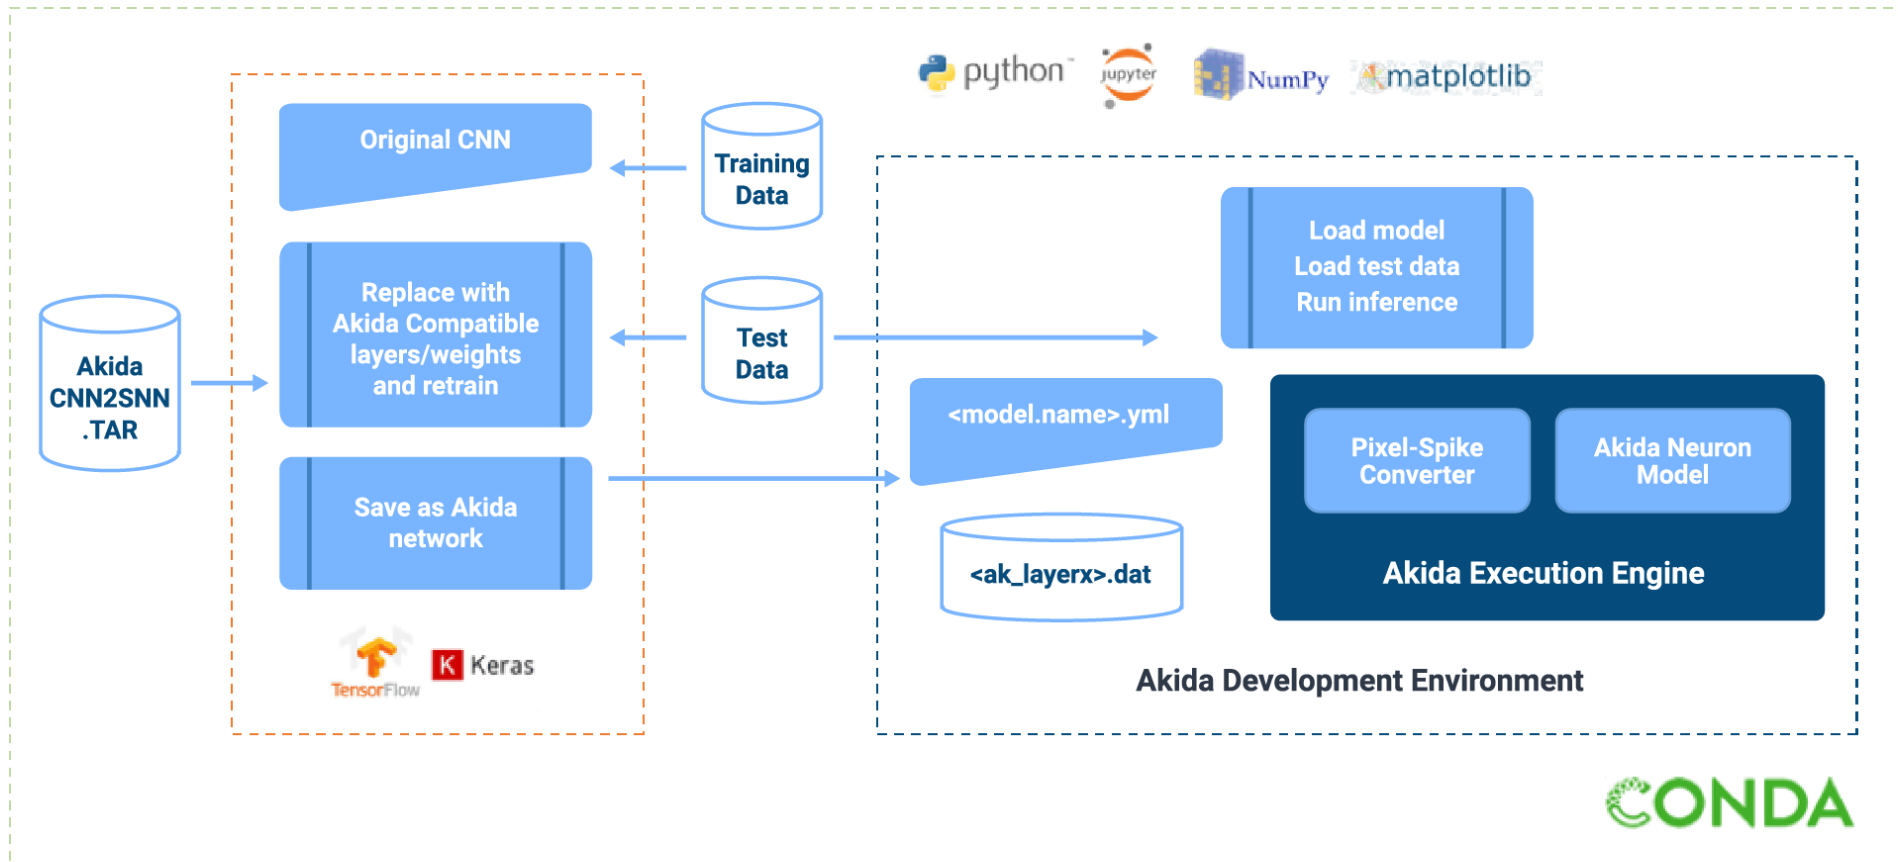 python™
jupyter
NumPy
matplotlib
Original CNN
Training
Data
Replace with
Akida Compatible
layers/weights
and retrain
Akida
CNN2SNN
.TAR
Test
Data
Save as Akida
network
TensorFlow
K Keras
Load model
Load test data
Run inference
<model.name>.yml
<ak_layerx>.dat
Pixel-Spike
Converter
Akida Neuron
Model
Akida Execution Engine
Akida Development Environment
CONDA